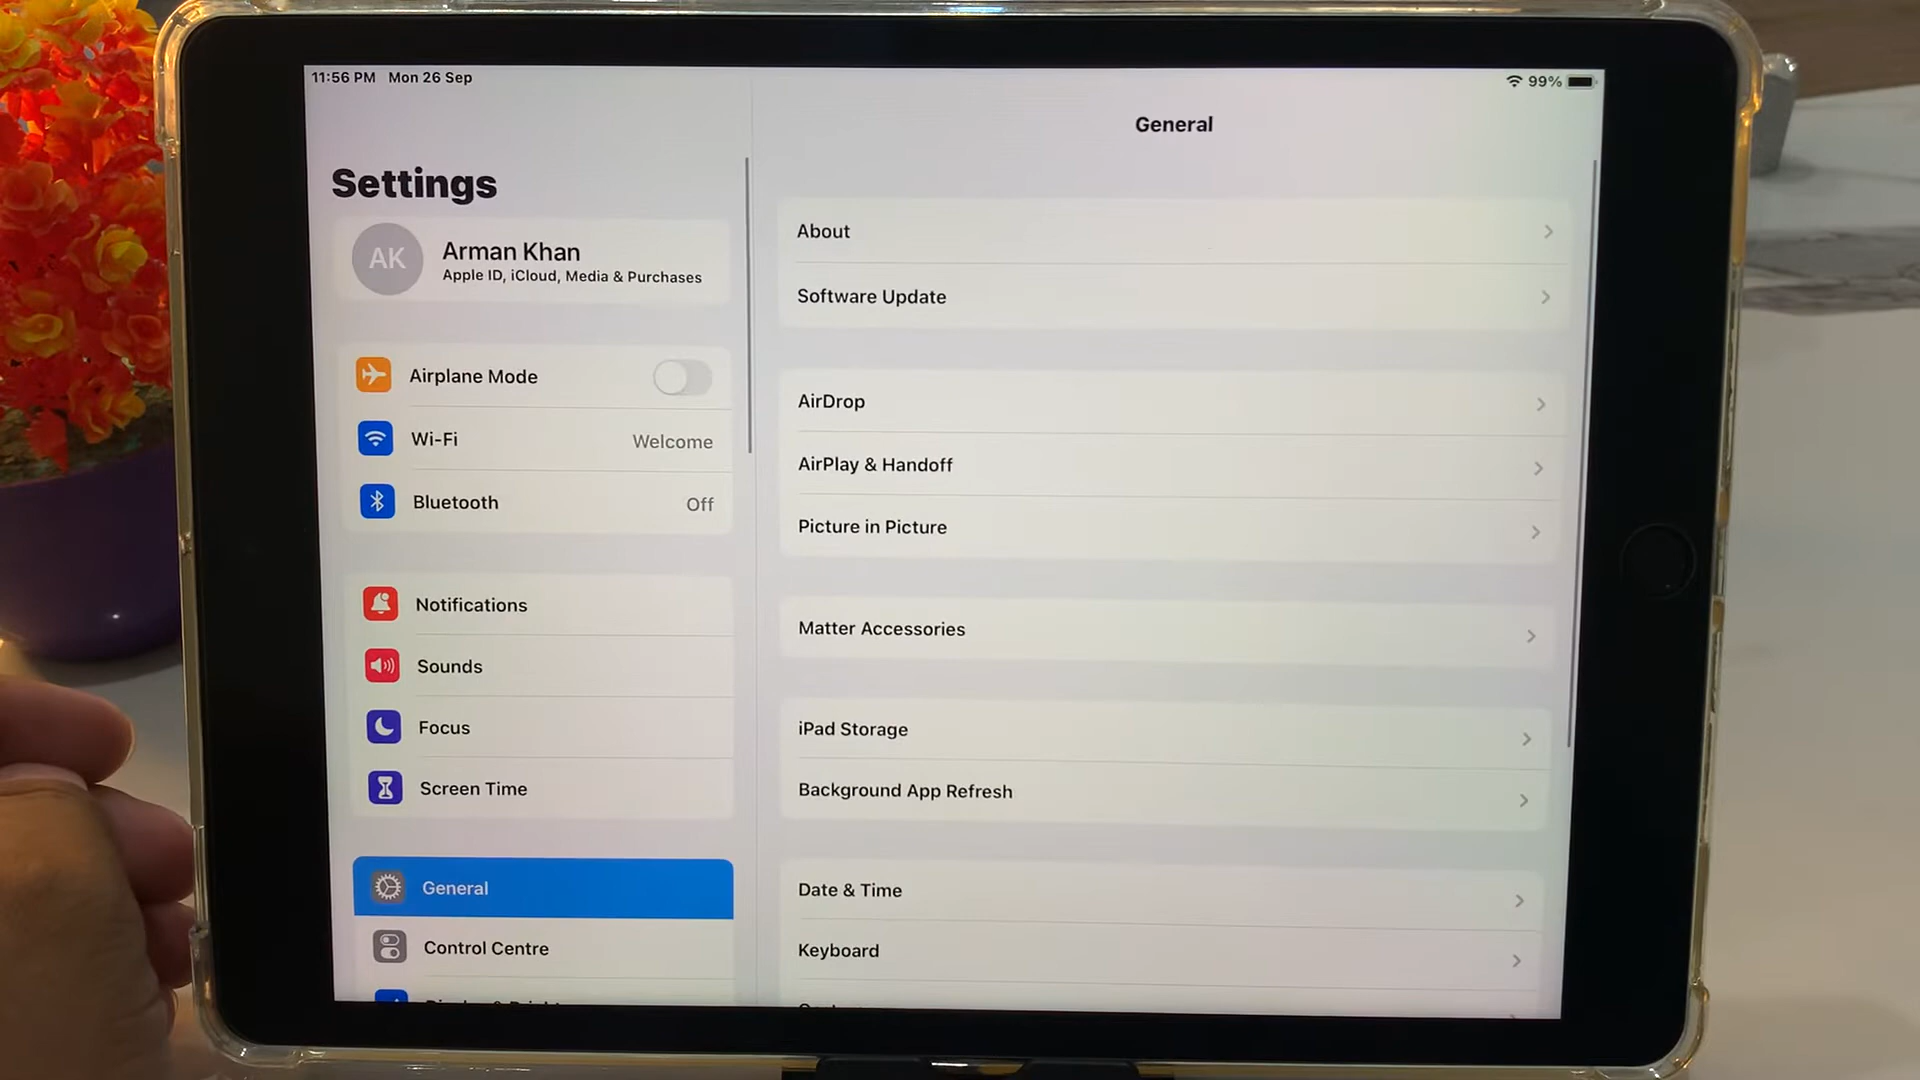 11:56 PM Mon 26 Sep
99%
Settings
AK
Arman Khan
Apple ID, iCloud, Media & Purchases
Airplane Mode
Wi-Fi Welcome
Bluetooth Off
Notifications
Sounds
Focus
Screen Time
General
Control Centre
General
About
Software Update
AirDrop
AirPlay & Handoff
Picture in Picture
Matter Accessories
iPad Storage
Background App Refresh
Date & Time
Keyboard